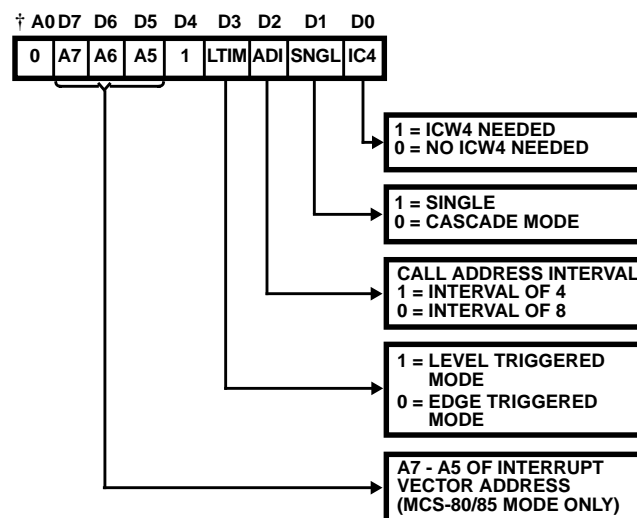 † A0 D7 D6 D5 D4 D3 D2 D1 D0
0 A7 A6 A5 1 LTIM ADI SNGL IC4
1 = ICW4 NEEDED
0 = NO ICW4 NEEDED
1 = SINGLE
0 = CASCADE MODE
CALL ADDRESS INTERVAL
1 = INTERVAL OF 4
0 = INTERVAL OF 8
1 = LEVEL TRIGGERED
MODE
0 = EDGE TRIGGERED
MODE
A7 - A5 OF INTERRUPT
VECTOR ADDRESS
(MCS-80/85 MODE ONLY)